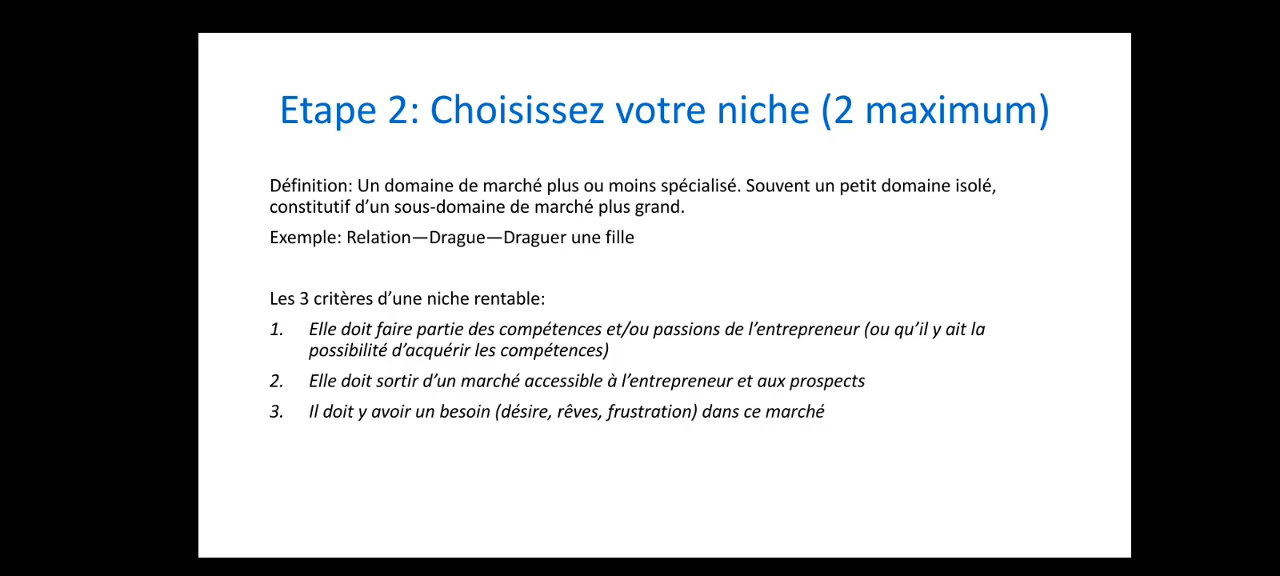 Etape 2: Choisissez votre niche (2 maximum)
Définition: Un domaine de marché plus ou moins spécialisé. Souvent un petit domaine isolé,
constitutif d’un sous-domaine de marché plus grand.
Exemple: Relation—Drague—Draguer une fille
Les 3 critères d’une niche rentable:
1. Elle doit faire partie des compétences et/ou passions de l’entrepreneur (ou qu’il y ait la
possibilité d’acquérir les compétences)
2. Elle doit sortir d’un marché accessible à l’entrepreneur et aux prospects
3. Il doit y avoir un besoin (désire, rêves, frustration) dans ce marché